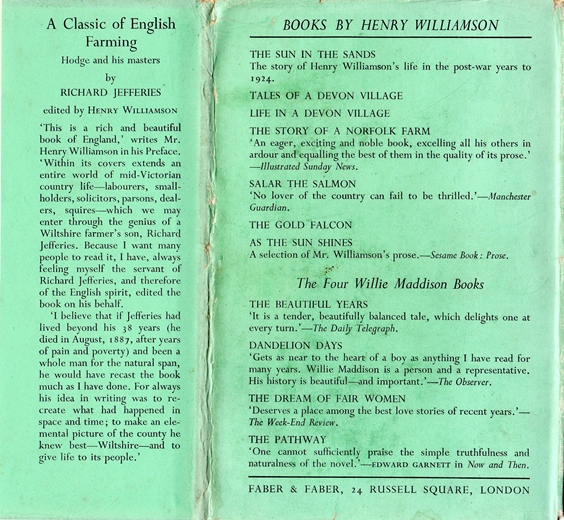 A Classic of English
Farming
Hodge and his masters
by
RICHARD JEFFERIES
edited by HENRY WILLIAMSON
'This is a rich and beautiful
book of England,' writes Mr.
Henry Williamson in his Preface.
'Within its covers extends an
entire world of mid-Victorian
country life—labourers, small-
holders, solicitors, parsons, deal-
ers, squires—which we may
enter through the genius of a
Wiltshire farmer's son, Richard
Jefferies. Because I want many
people to read it, I have, always
feeling myself the servant of
Richard Jefferies, and therefore
of the English spirit, edited the
book on his behalf.
'I believe that if Jefferies had
lived beyond his 38 years (he
died in August, 1887, after years
of pain and poverty) and been a
whole man for the natural span,
he would have recast the book
much as I have done. For always
his idea in writing was to re-
create what had happened in
space and time; to make an ele-
mental picture of the county he
knew best—Wiltshire—and to
give life to its people.'
BOOKS BY HENRY WILLIAMSON
THE SUN IN THE SANDS
The story of Henry Williamson's life in the post-war years to
1924.
TALES OF A DEVON VILLAGE
LIFE IN A DEVON VILLAGE
THE STORY OF A NORFOLK FARM
'An eager, exciting and noble book, excelling all his others in
ardour and equalling the best of them in the quality of its prose.'
—Illustrated Sunday News.
SALAR THE SALMON
'No lover of the country can fail to be thrilled.'—Manchester
Guardian.
THE GOLD FALCON
AS THE SUN SHINES
A selection of Mr. Williamson's prose.—Sesame Book: Prose.
The Four Willie Maddison Books
THE BEAUTIFUL YEARS
'It is a tender, beautifully balanced tale, which delights one at
every turn.'—The Daily Telegraph.
DANDELION DAYS
'Gets as near to the heart of a boy as anything I have read for
many years. Willie Maddison is a person and a representative.
His history is beautiful—and important.'—The Observer.
THE DREAM OF FAIR WOMEN
'Deserves a place among the best love stories of recent years.'—
The Week-End Review.
THE PATHWAY
'One cannot sufficiently praise the simple truthfulness and
naturalness of the novel.'—EDWARD GARNETT in Now and Then.
FABER & FABER, 24 RUSSELL SQUARE, LONDON